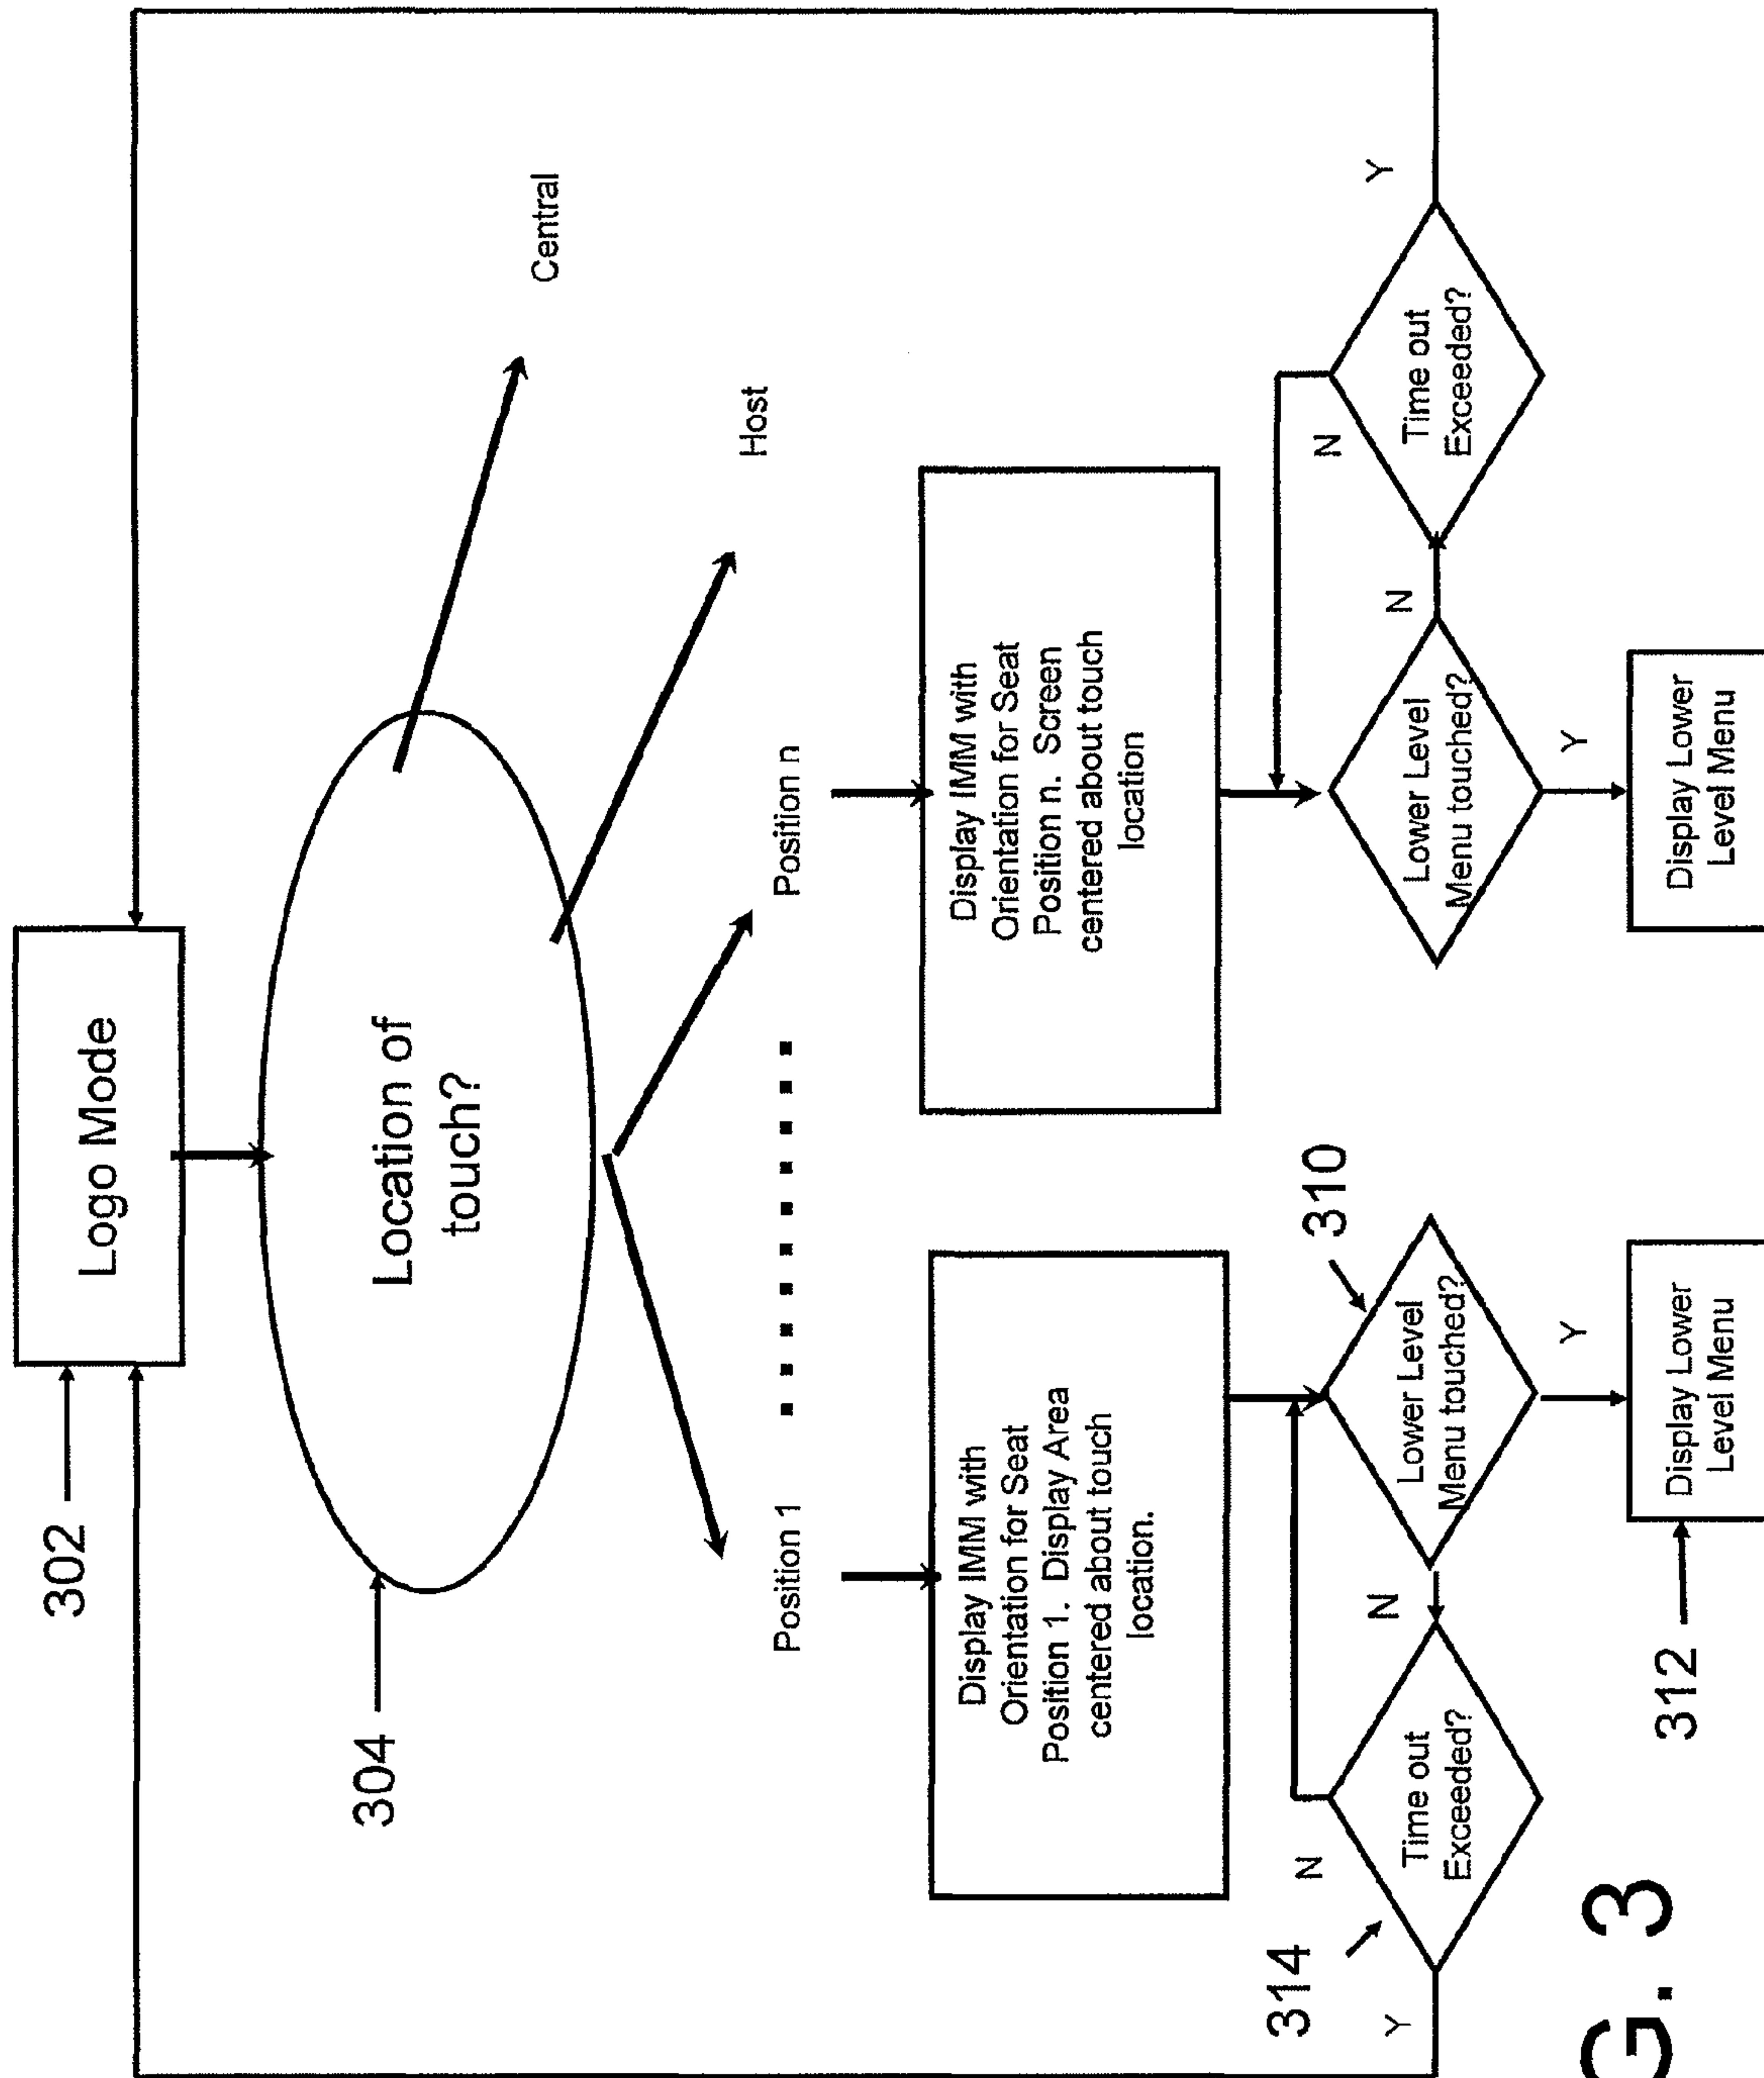 302
Logo Mode
304
Location of
touch?
Central
Host
Position 1
Position n
Display IMM with
Orientation for Seat
Position 1. Display Area
centered about touch
location.
Display IMM with
Orientation for Seat
Position n. Screen
centered about touch
location
310
314
Y
N
Time out
Exceeded?
N
Lower Level
Menu touched?
Y
Lower Level
Menu touched?
N
N
Time out
Exceeded?
Y
Y
312
Display Lower
Level Menu
Display Lower
Level Menu
G. 3